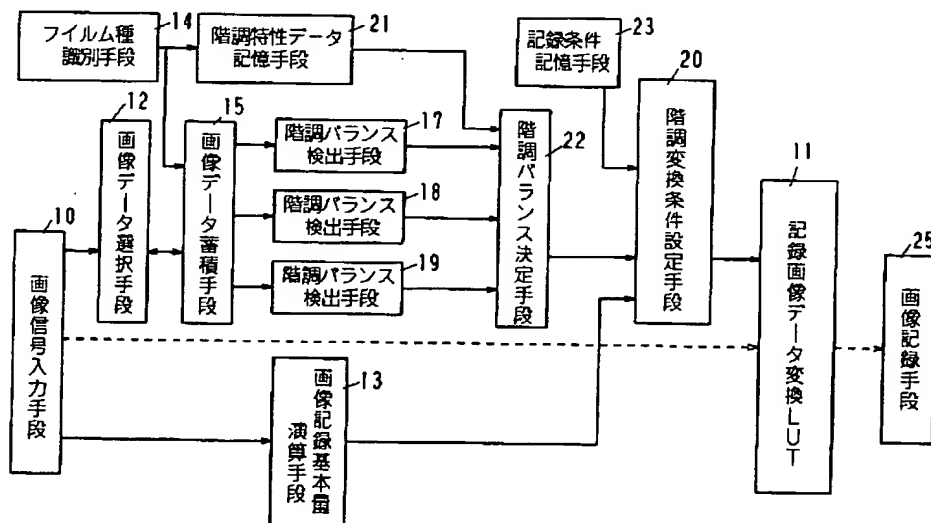 14
フイルム種
識別手段
21
階調特性データ
記憶手段
23
記録条件
記憶手段
20
階調変換条件設定手段
12
画像データ選択手段
15
画像データ蓄積手段
17
階調バランス
検出手段
18
階調バランス
検出手段
19
階調バランス
検出手段
22
階調バランス決定手段
11
記録画像データ変換LUT
25
画像記録手段
10
画像信号入力手段
13
画像記録基本量
演算手段